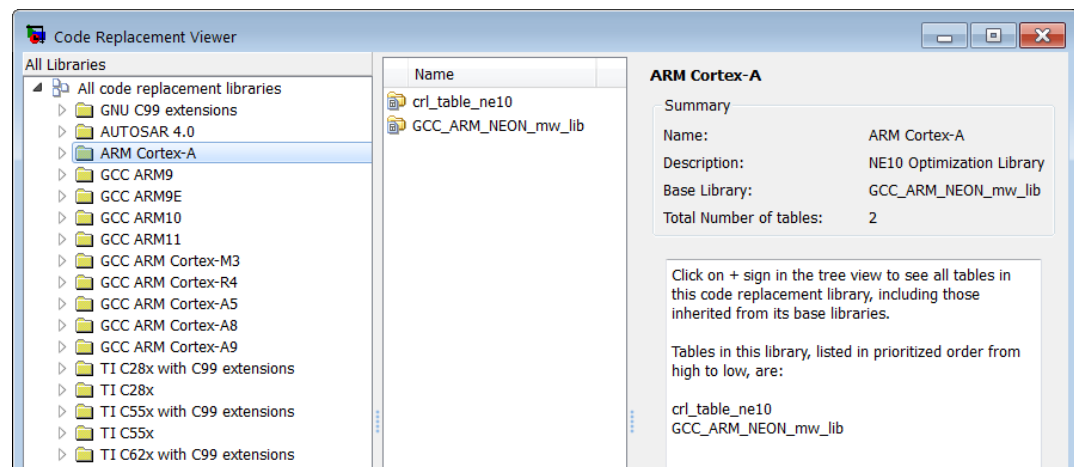 Code Replacement Viewer
All Libraries
All code replacement libraries
GNU C99 extensions
AUTOSAR 4.0
ARM Cortex-A
GCC ARM9
GCC ARM9E
GCC ARM10
GCC ARM11
GCC ARM Cortex-M3
GCC ARM Cortex-R4
GCC ARM Cortex-A5
GCC ARM Cortex-A8
GCC ARM Cortex-A9
TI C28x with C99 extensions
TI C28x
TI C55x with C99 extensions
TI C55x
TI C62x with C99 extensions
Name
crl_table_ne10
GCC_ARM_NEON_mw_lib
ARM Cortex-A
Summary
Name: ARM Cortex-A
Description: NE10 Optimization Library
Base Library: GCC_ARM_NEON_mw_lib
Total Number of tables: 2
Click on + sign in the tree view to see all tables in
this code replacement library, including those
inherited from its base libraries.
Tables in this library, listed in prioritized order from
high to low, are:
crl_table_ne10
GCC_ARM_NEON_mw_lib